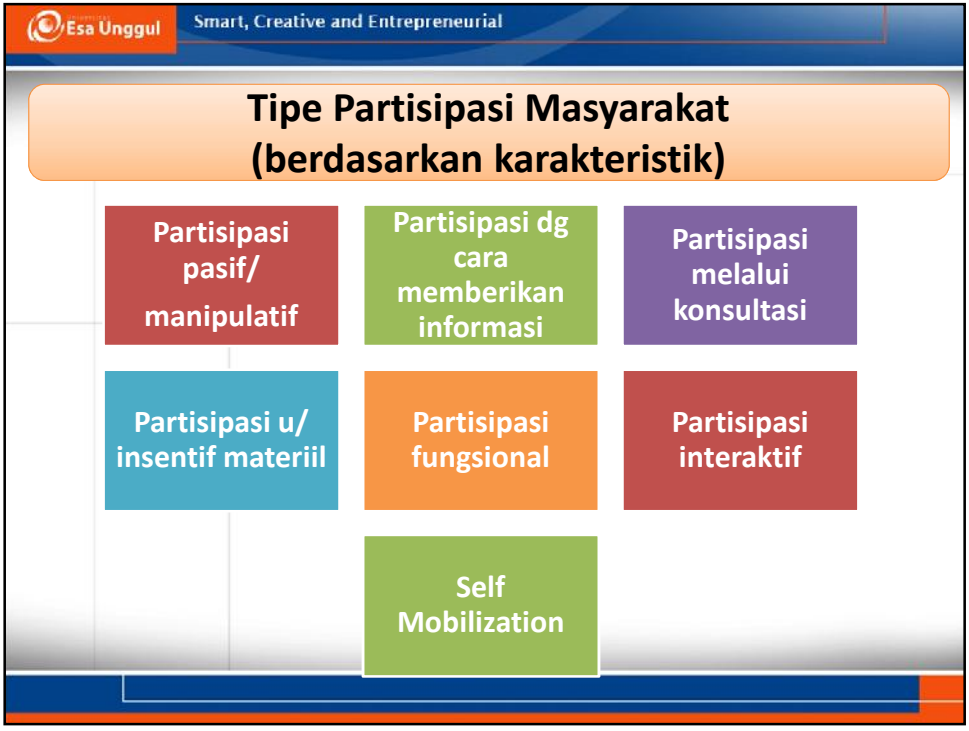 Esa Unggul
Smart, Creative and Entrepreneurial
Tipe Partisipasi Masyarakat
(berdasarkan karakteristik)
Partisipasi
pasif/
manipulatif
Partisipasi dg
cara
memberikan
informasi
Partisipasi
melalui
konsultasi
Partisipasi u/
insentif materiil
Partisipasi
fungsional
Partisipasi
interaktif
Self
Mobilization